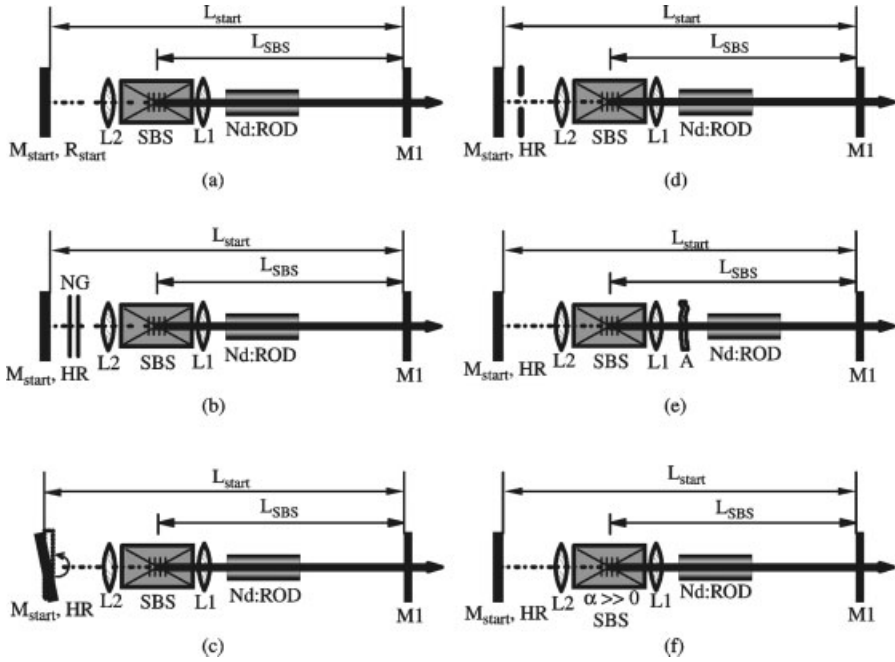 L_start
L_SBS
L2 SBS L1 Nd:ROD
M_start, R_start M1
(a)
L_start
L_SBS
L2 SBS L1 Nd:ROD
M_start, HR M1
(d)
L_start
L_SBS
NG
L2 SBS L1 Nd:ROD
M_start, HR M1
(b)
L_start
L_SBS
L2 SBS L1 A Nd:ROD
M_start, HR M1
(e)
L_start
L_SBS
L2 SBS L1 Nd:ROD
M_start, HR M1
(c)
L_start
L_SBS
L2 α >> 0 L1 Nd:ROD
SBS
M_start, HR M1
(f)